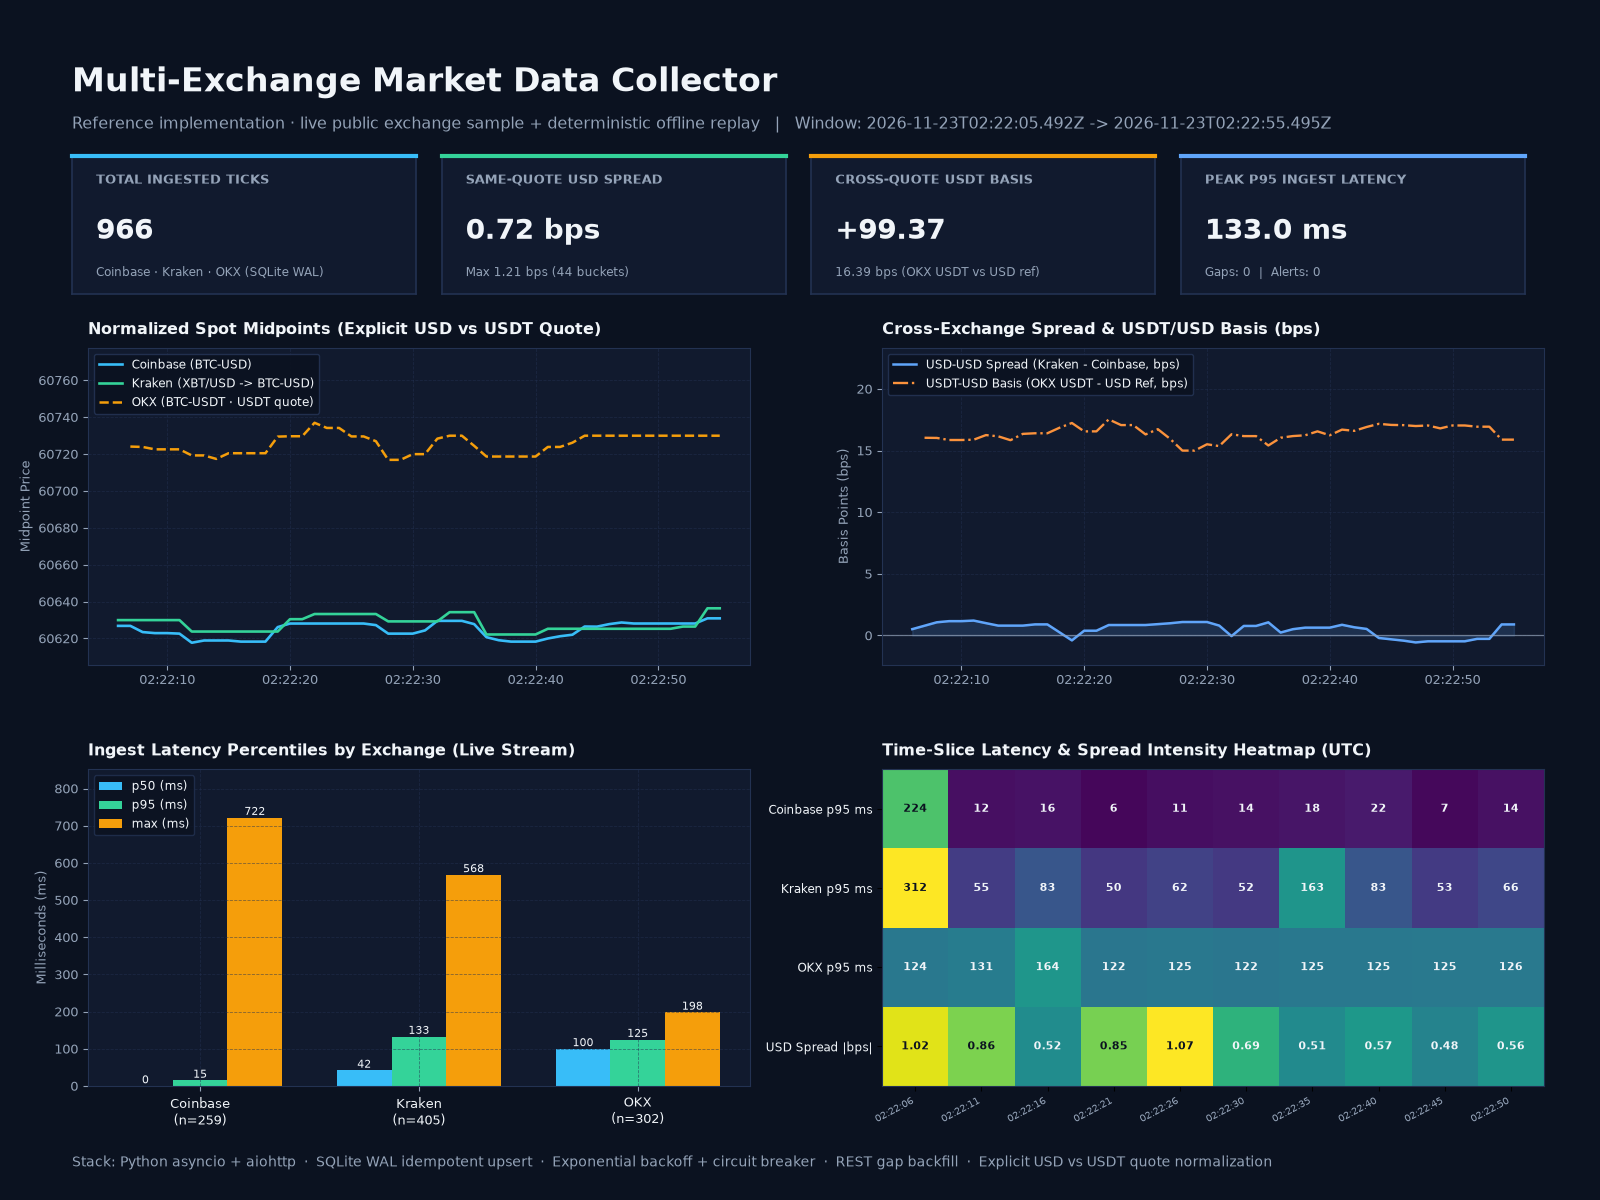 Multi-Exchange Market Data Collector
Reference implementation · live public exchange sample + deterministic offline replay | Window: 2026-11-23T02:22:05.492Z -> 2026-11-23T02:22:55.495Z
TOTAL INGESTED TICKS
966
Coinbase · Kraken · OKX (SQLite WAL)
SAME-QUOTE USD SPREAD
0.72 bps
Max 1.21 bps (44 buckets)
CROSS-QUOTE USDT BASIS
+99.37
16.39 bps (OKX USDT vs USD ref)
PEAK P95 INGEST LATENCY
133.0 ms
Gaps: 0 | Alerts: 0
Normalized Spot Midpoints (Explicit USD vs USDT Quote)
Coinbase (BTC-USD)
Kraken (XBT/USD -> BTC-USD)
OKX (BTC-USDT · USDT quote)
Midpoint Price
60760
60740
60720
60700
60680
60660
60640
60620
02:22:10 02:22:20 02:22:30 02:22:40 02:22:50
Cross-Exchange Spread & USDT/USD Basis (bps)
USD-USD Spread (Kraken - Coinbase, bps)
USDT-USD Basis (OKX USDT - USD Ref, bps)
Basis Points (bps)
20
15
10
5
0
02:22:10 02:22:20 02:22:30 02:22:40 02:22:50
Ingest Latency Percentiles by Exchange (Live Stream)
p50 (ms)
p95 (ms)
max (ms)
Milliseconds (ms)
800
700
600
500
400
300
200
100
0
0 15 722
42 133 568
100 125 198
Coinbase
(n=259)
Kraken
(n=405)
OKX
(n=302)
Time-Slice Latency & Spread Intensity Heatmap (UTC)
Coinbase p95 ms 224 12 16 6 11 14 18 22 7 14
Kraken p95 ms 312 55 83 50 62 52 163 83 53 66
OKX p95 ms 124 131 164 122 125 122 125 125 125 126
USD Spread |bps| 1.02 0.86 0.52 0.85 1.07 0.69 0.51 0.57 0.48 0.56
02:22:06 02:22:11 02:22:16 02:22:21 02:22:26 02:22:30 02:22:35 02:22:40 02:22:45 02:22:50
Stack: Python asyncio + aiohttp · SQLite WAL idempotent upsert · Exponential backoff + circuit breaker · REST gap backfill · Explicit USD vs USDT quote normalization